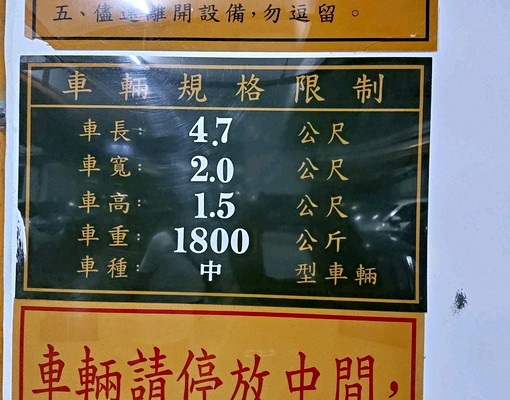 五、儘速離開設備,勿逗留。
車輛規格限制
車長: 4.7 公尺
車寬: 2.0 公尺
車高: 1.5 公尺
車重: 1800 公斤
車種: 中 型車輛
車輛請停放中間,